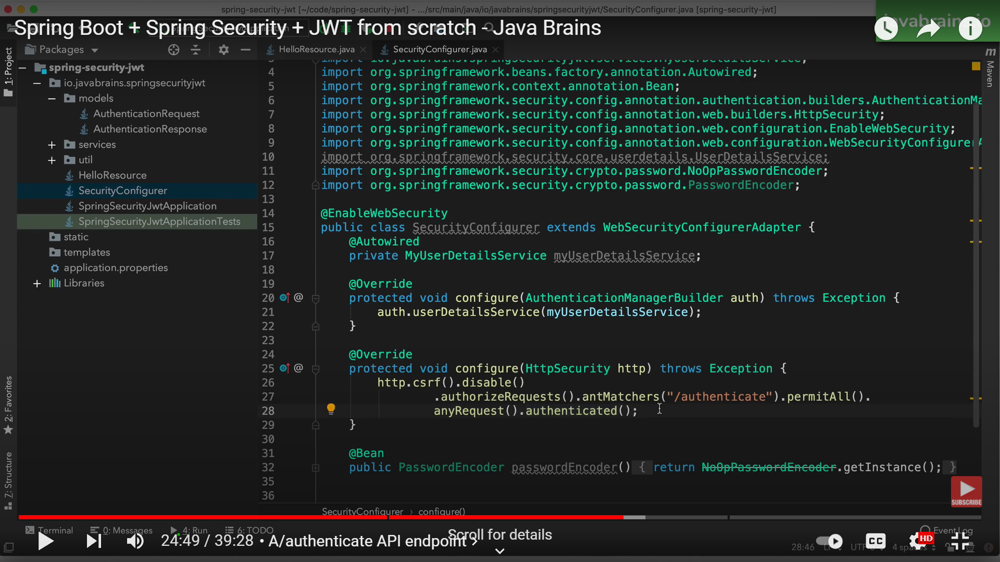 spring-security-jwt [~/code/spring-security-jwt] - .../src/main/java/io/javabrains/springsecurityjwt/SecurityConfigurer.java [spring-security-jwt]
Spring Boot + Spring Security + JWT from scratch - Java Brains
javabrains.io
Packages
HelloResource.java
SecurityConfigurer.java
1: Project
m
Maven
spring-security-jwt
io.javabrains.springsecurityjwt
models
AuthenticationRequest
AuthenticationResponse
services
util
HelloResource
SecurityConfigurer
SpringSecurityJwtApplication
SpringSecurityJwtApplicationTests
static
templates
application.properties
Libraries
2: Favorites
7: Structure
3 import io.javabrains.springsecurityjwt.services.MyUserDetailsService;
4 import org.springframework.beans.factory.annotation.Autowired;
5 import org.springframework.context.annotation.Bean;
6 import org.springframework.security.config.annotation.authentication.builders.AuthenticationMa
7 import org.springframework.security.config.annotation.web.builders.HttpSecurity;
8 import org.springframework.security.config.annotation.web.configuration.EnableWebSecurity;
9 import org.springframework.security.config.annotation.web.configuration.WebSecurityConfigurerA
10 import org.springframework.security.core.userdetails.UserDetailsService;
11 import org.springframework.security.crypto.password.NoOpPasswordEncoder;
12 import org.springframework.security.crypto.password.PasswordEncoder;
13
14 @EnableWebSecurity
15 public class SecurityConfigurer extends WebSecurityConfigurerAdapter {
16 @Autowired
17 private MyUserDetailsService myUserDetailsService;
18
19 @Override
20 @ protected void configure(AuthenticationManagerBuilder auth) throws Exception {
21 auth.userDetailsService(myUserDetailsService);
22 }
23
24 @Override
25 @ protected void configure(HttpSecurity http) throws Exception {
26 http.csrf().disable()
27 .authorizeRequests().antMatchers("/authenticate").permitAll().
28 anyRequest().authenticated();
29 }
30
31 @Bean
32 public PasswordEncoder passwordEncoder() { return NoOpPasswordEncoder.getInstance(); }
35
36
SUBSCRIBE
SecurityConfigurer › configure()
Terminal
0: Messages
4: Run
6: TODO
Event Log
24:49 / 39:28 • A/authenticate API endpoint ›
Scroll for details
CC
HD
28:46
4 spaces